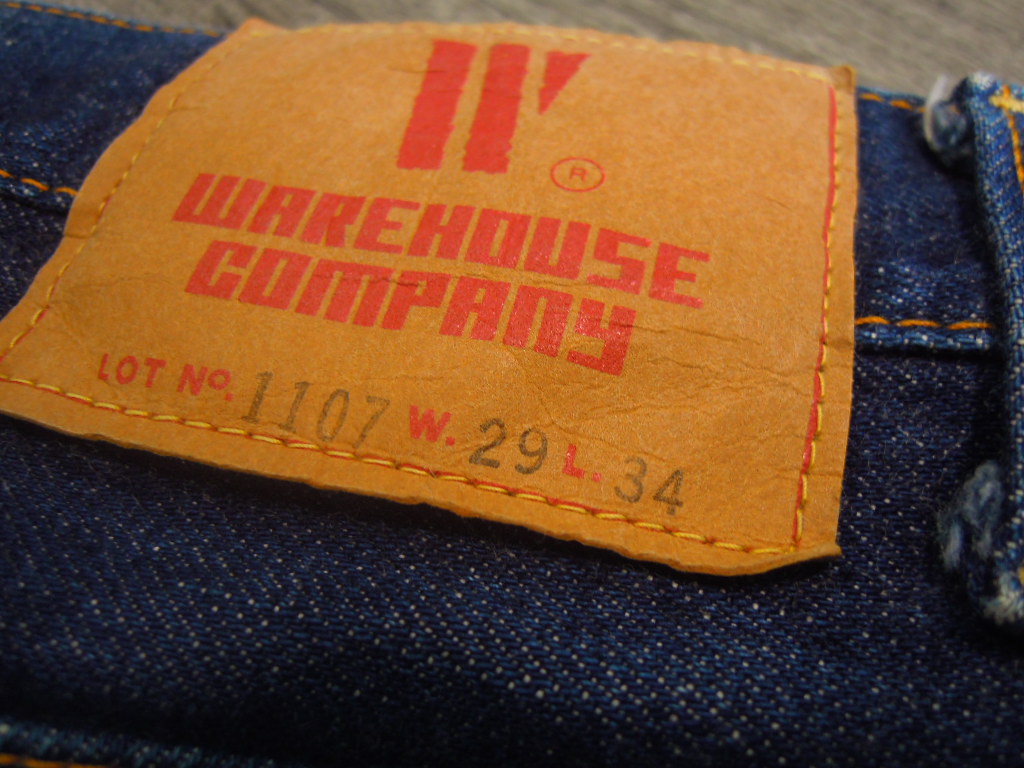 W
®
WAREHOUSE
COMPANY
LOT No. 1107 W. 29 L. 34